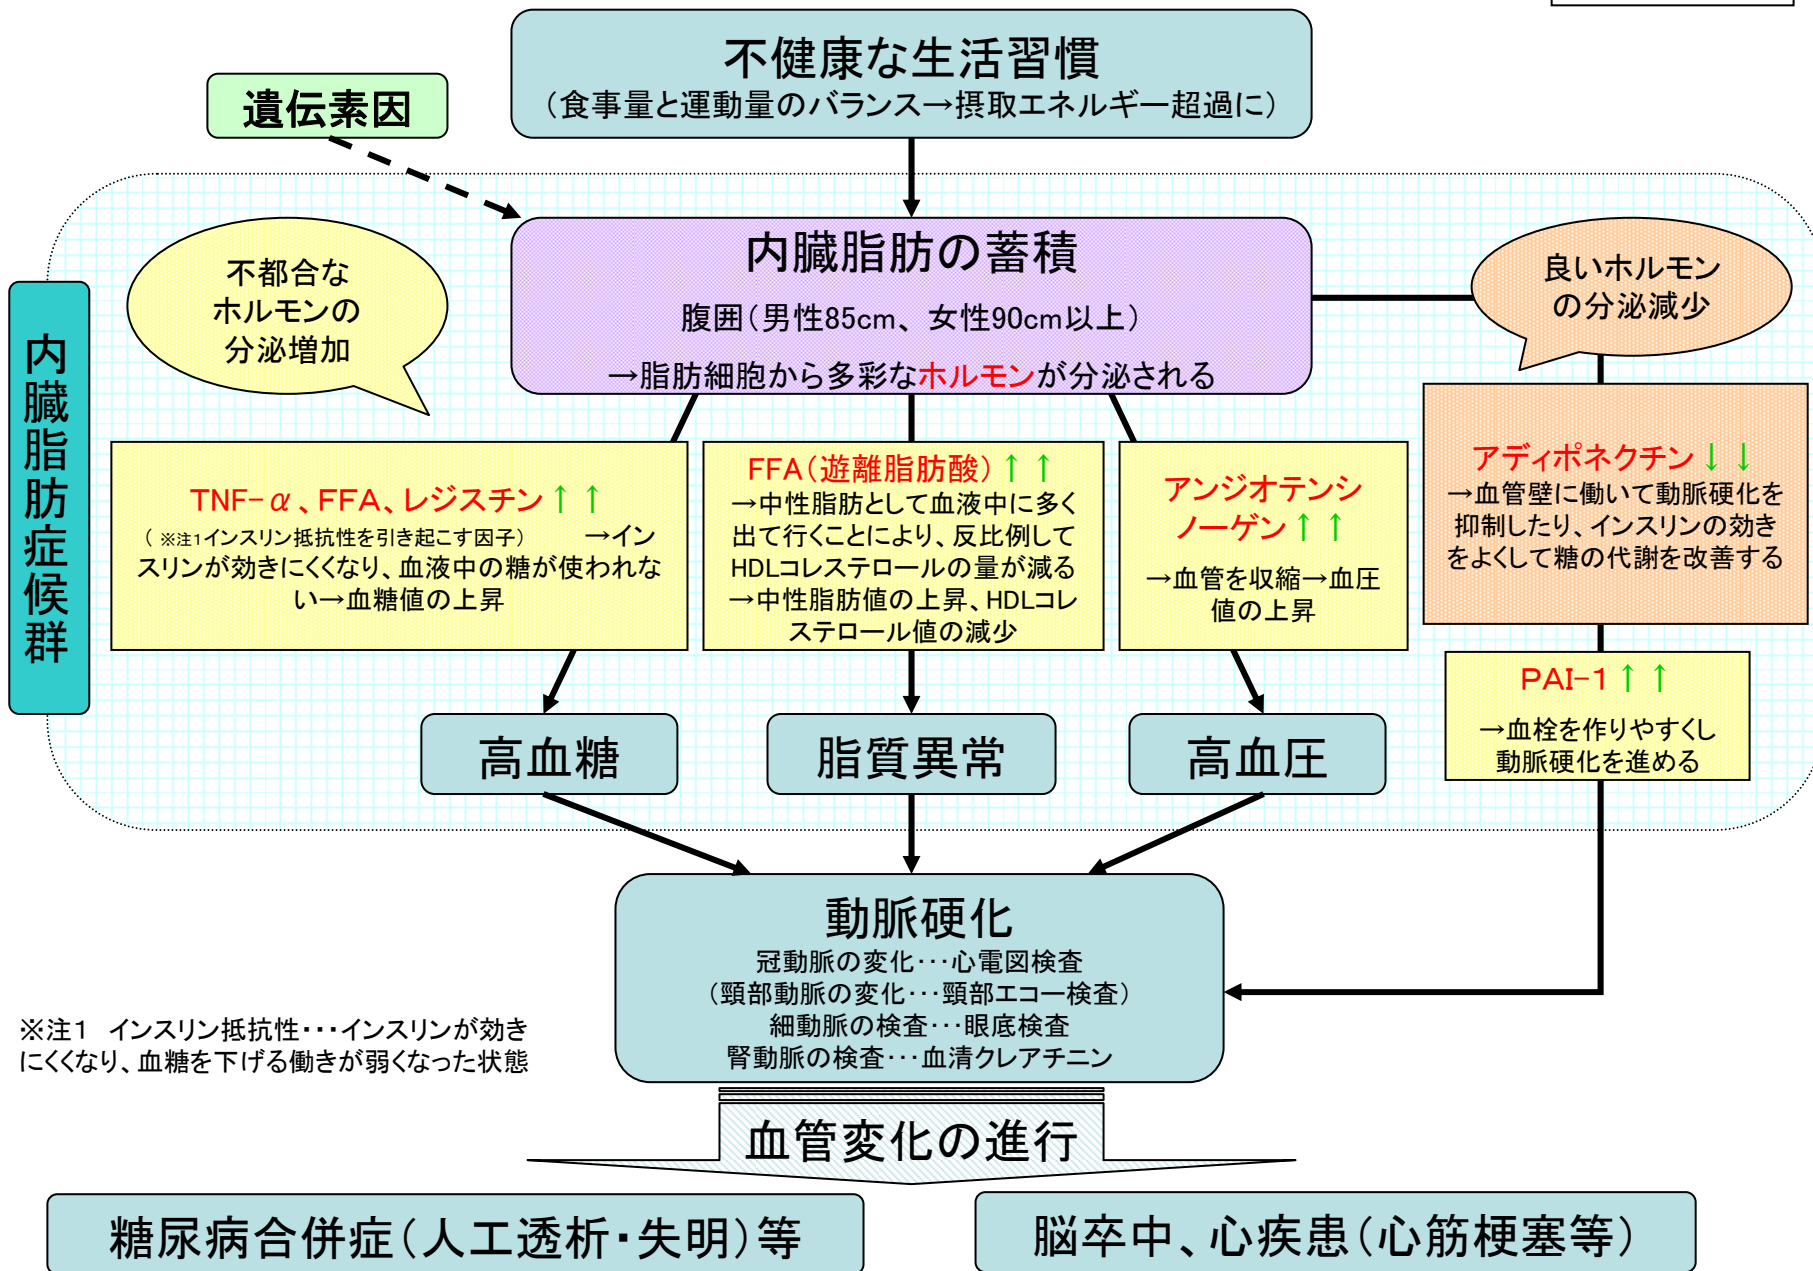 不健康な生活習慣
（食事量と運動量のバランス→摂取エネルギー超過に）
遺伝素因
内臓脂肪の蓄積
腹囲（男性85cm、女性90cm以上）
→脂肪細胞から多彩なホルモンが分泌される
不都合な
ホルモンの
分泌増加
良いホルモン
の分泌減少
内臓脂肪症候群
TNF-α、FFA、レジスチン↑↑
（※注1インスリン抵抗性を引き起こす因子）　　→イン
スリンが効きにくくなり、血液中の糖が使われな
い→血糖値の上昇
FFA（遊離脂肪酸）↑↑
→中性脂肪として血液中に多く
出て行くことにより、反比例して
HDLコレステロールの量が減る
→中性脂肪値の上昇、HDLコレ
ステロール値の減少
アンジオテンシ
ノーゲン↑↑
→血管を収縮→血圧
値の上昇
アディポネクチン↓↓
→血管壁に働いて動脈硬化を
抑制したり、インスリンの効き
をよくして糖の代謝を改善する
PAI-1↑↑
→血栓を作りやすくし
動脈硬化を進める
高血糖
脂質異常
高血圧
動脈硬化
冠動脈の変化･･･心電図検査
（頸部動脈の変化･･･頸部エコー検査）
細動脈の検査･･･眼底検査
腎動脈の検査･･･血清クレアチニン
※注1　インスリン抵抗性･･･インスリンが効き
にくくなり、血糖を下げる働きが弱くなった状態
血管変化の進行
糖尿病合併症（人工透析・失明）等
脳卒中、心疾患（心筋梗塞等）